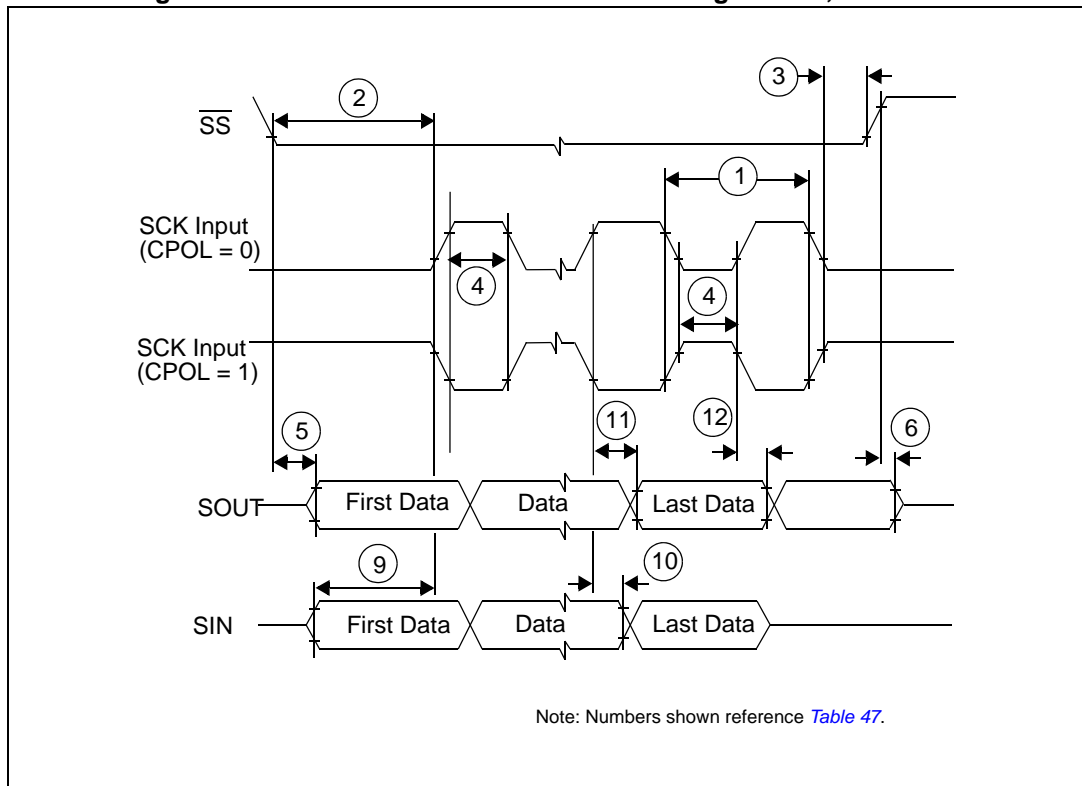 3
2
SS
1
SCK Input
(CPOL = 0)
4
4
SCK Input
(CPOL = 1)
5
11
12
6
SOUT
First Data
Data
Last Data
9
10
SIN
First Data
Data
Last Data
Note: Numbers shown reference Table 47.